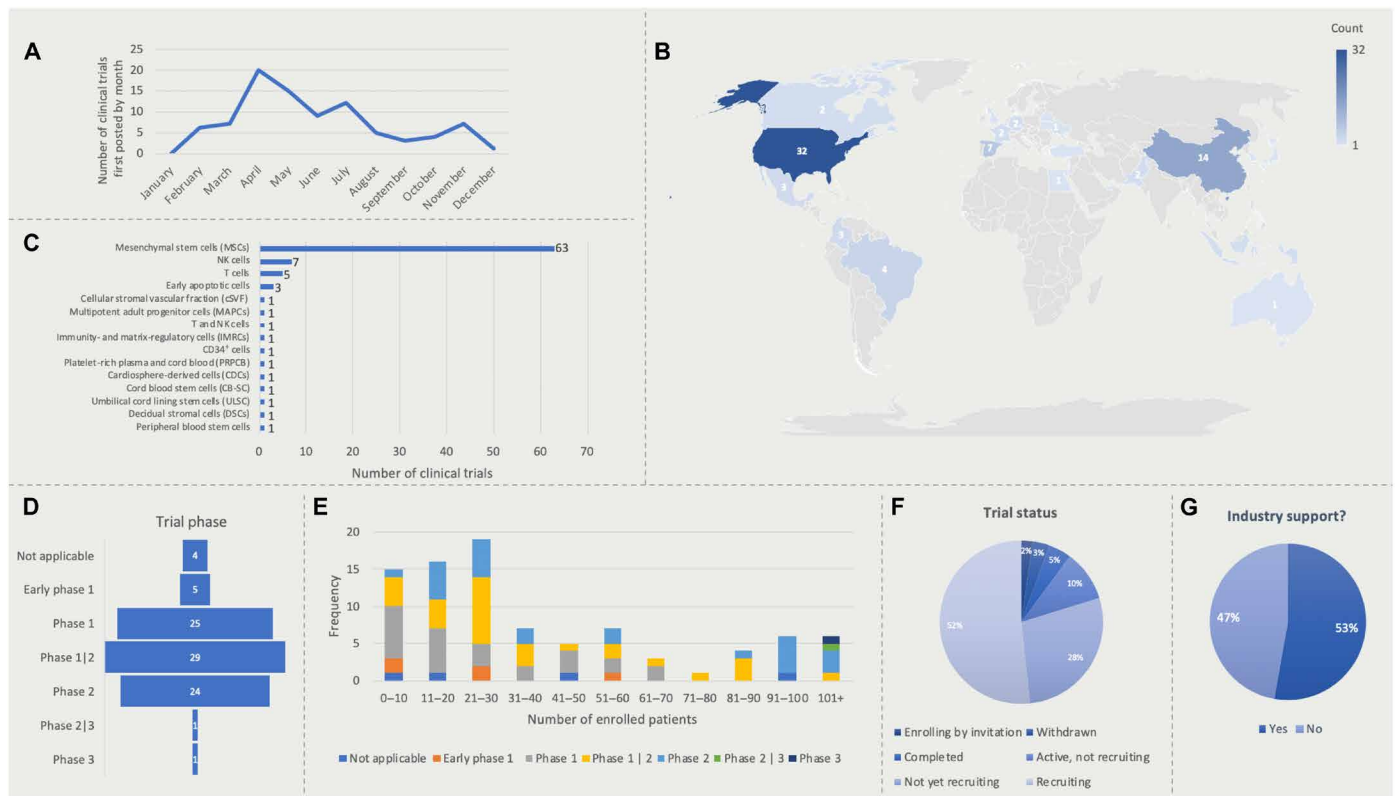 A
Number of clinical trials
first posted by month
25
20
15
10
5
0
January
February
March
April
May
June
July
August
September
October
November
December
B
Count
32
1
2
32
3
3
4
7
2
2
1
1
2
14
4
1
C
Mesenchymal stem cells (MSCs) 63
NK cells 7
T cells 5
Early apoptotic cells 3
Cellular stromal vascular fraction (cSVF) 1
Multipotent adult progenitor cells (MAPCs) 1
T and NK cells 1
Immunity- and matrix-regulatory cells (IMRCs) 1
CD34+ cells 1
Platelet-rich plasma and cord blood (PRPCB) 1
Cardiosphere-derived cells (CDCs) 1
Cord blood stem cells (CB-SC) 1
Umbilical cord lining stem cells (ULSC) 1
Decidual stromal cells (DSCs) 1
Peripheral blood stem cells 1
0 10 20 30 40 50 60 70
Number of clinical trials
D
Trial phase
Not applicable 4
Early phase 1 5
Phase 1 25
Phase 1|2 29
Phase 2 24
Phase 2|3 1
Phase 3 1
E
Frequency
20
15
10
5
0
0–10 11–20 21–30 31–40 41–50 51–60 61–70 71–80 81–90 91–100 101+
Number of enrolled patients
Not applicable Early phase 1 Phase 1 Phase 1 | 2 Phase 2 Phase 2 | 3 Phase 3
F
Trial status
2% 3% 5%
10%
28%
52%
Enrolling by invitation Withdrawn
Completed Active, not recruiting
Not yet recruiting Recruiting
G
Industry support?
47% 53%
Yes No